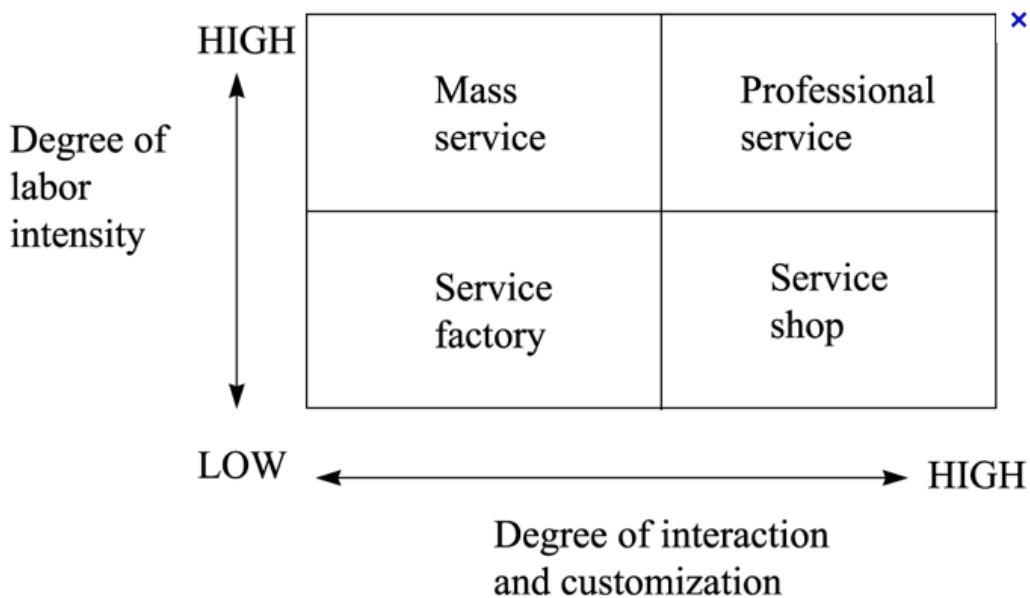 HIGH
Mass
service
Professional
service
Degree of
labor
intensity
Service
factory
Service
shop
LOW
HIGH
Degree of interaction
and customization